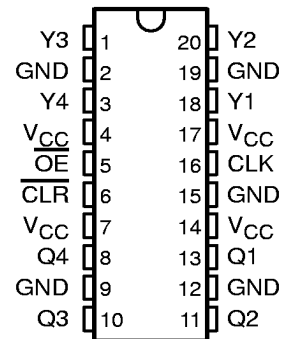 Y3 1 20 Y2
GND 2 19 GND
Y4 3 18 Y1
VCC 4 17 VCC
OE 5 16 CLK
CLR 6 15 GND
VCC 7 14 VCC
Q4 8 13 Q1
GND 9 12 GND
Q3 10 11 Q2